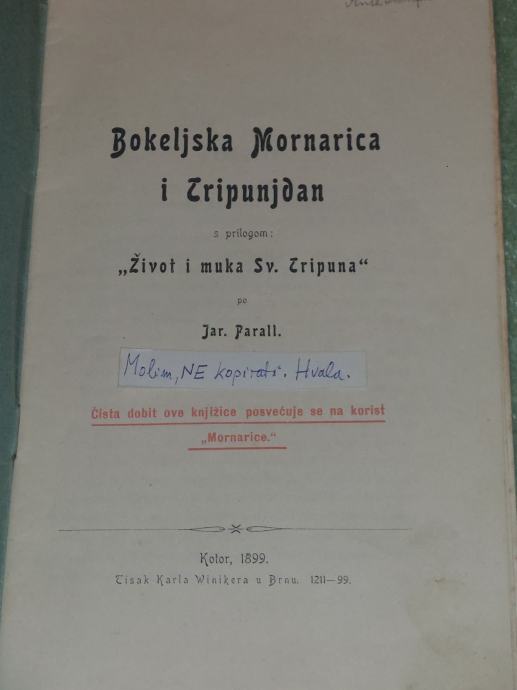 Bokeljska Mornarica
i Tripunjdan
s prilogom:
„Život i muka Sv. Tripuna“
po
Jar. Parall.
Molim, NE kopirati. Hvala.
Čista dobit ove knjižice posvećuje se na korist
„Mornarice.“
Kotor, 1899.
Tisak Karla Winikera u Brnu. 1211—99.